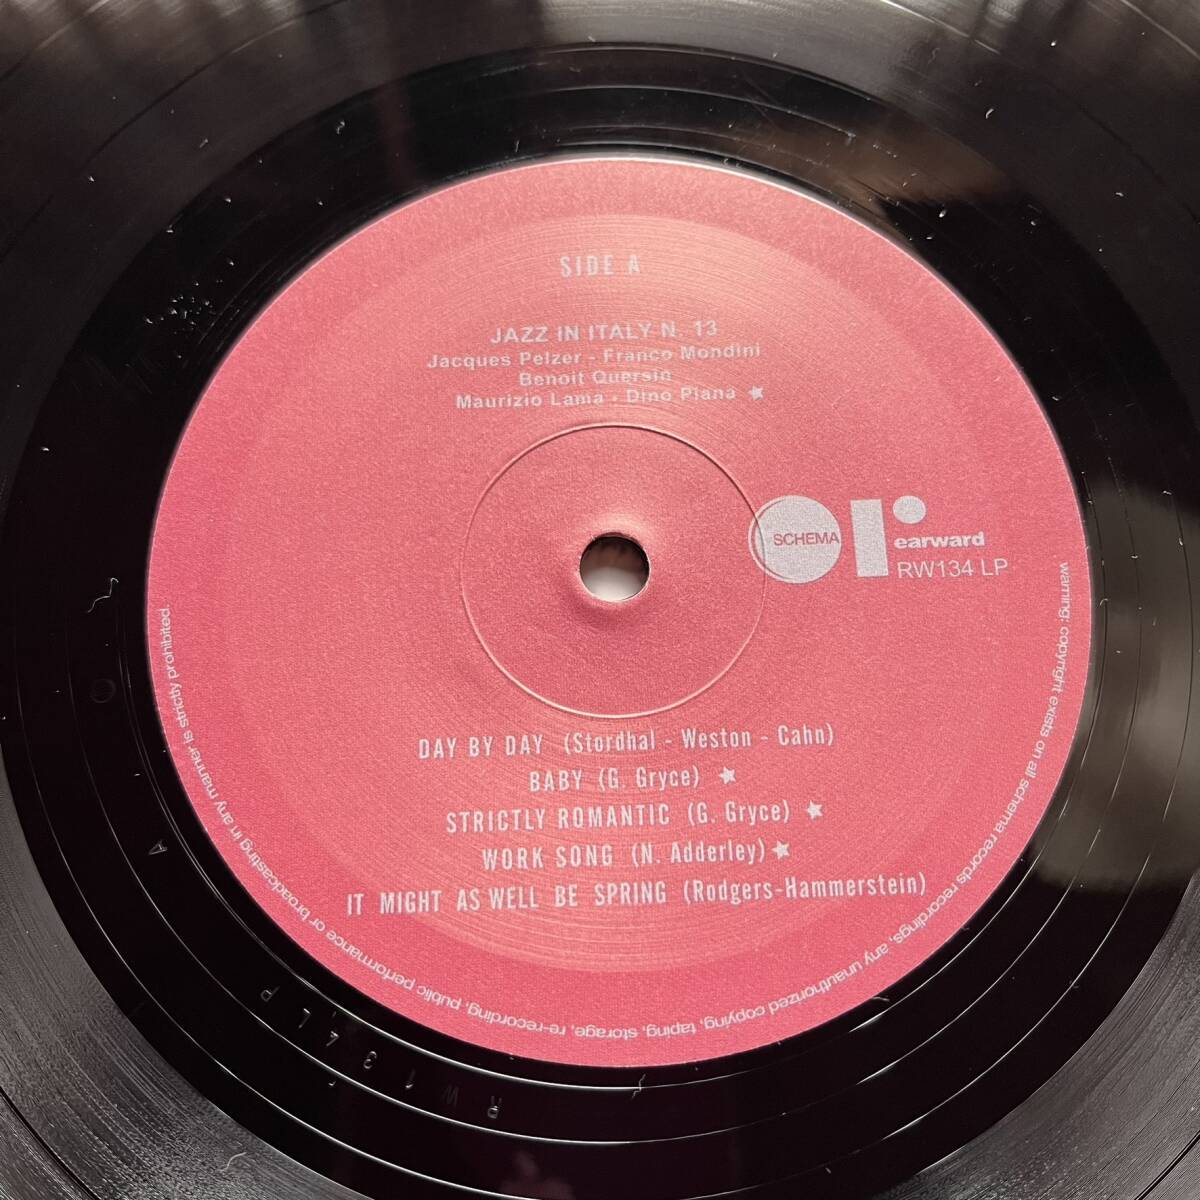 SIDE A
JAZZ IN ITALY N. 13
Jacques Pelzer - Franco Mondini
Benoit Quersin
Maurizio Lama - Dino Piana ★
SCHEMA
earward
RW134 LP
DAY BY DAY (Stordhal - Weston - Cahn)
BABY (G. Gryce) ★
STRICTLY ROMANTIC (G. Gryce) ★
WORK SONG (N. Adderley) ★
IT MIGHT AS WELL BE SPRING (Rodgers-Hammerstein)
warning: copyright exists on all schema records recordings, any unauthorized copying, taping, storage, re-recording, public performance or broadcasting in any manner is strictly prohibited.
RW134LP A